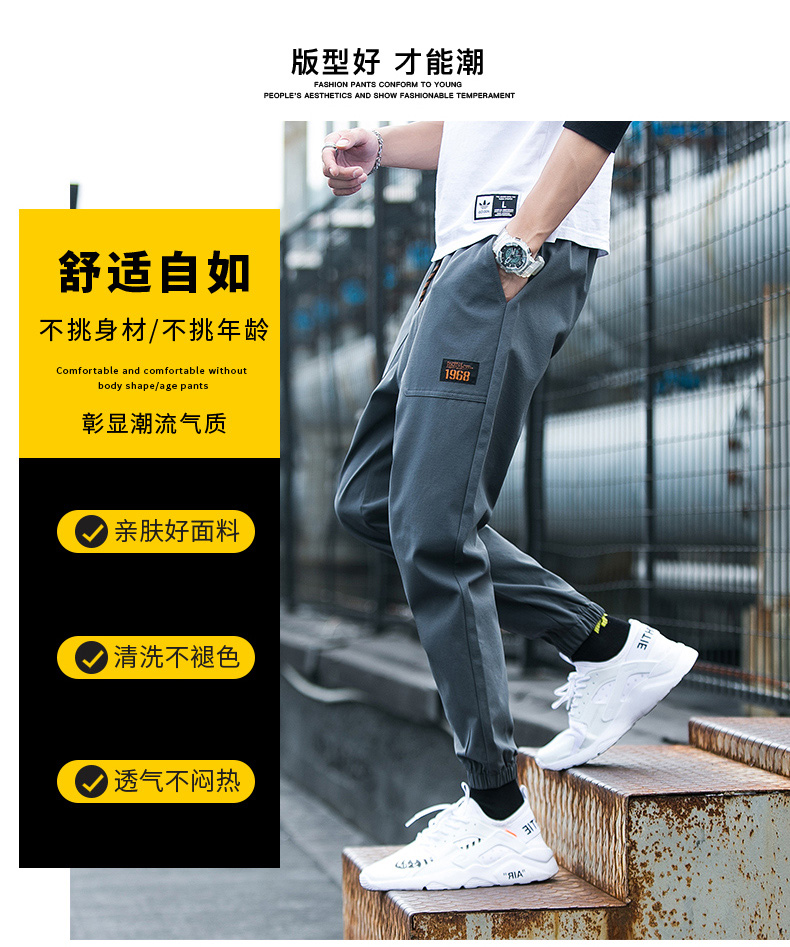 版型好 才能潮
FASHION PANTS CONFORM TO YOUNG
PEOPLE'S AESTHETICS AND SHOW FASHIONABLE TEMPERAMENT
舒适自如
不挑身材/不挑年龄
Comfortable and comfortable without
body shape/age pants
彰显潮流气质
亲肤好面料
清洗不褪色
透气不闷热
L
1968
"AIR"